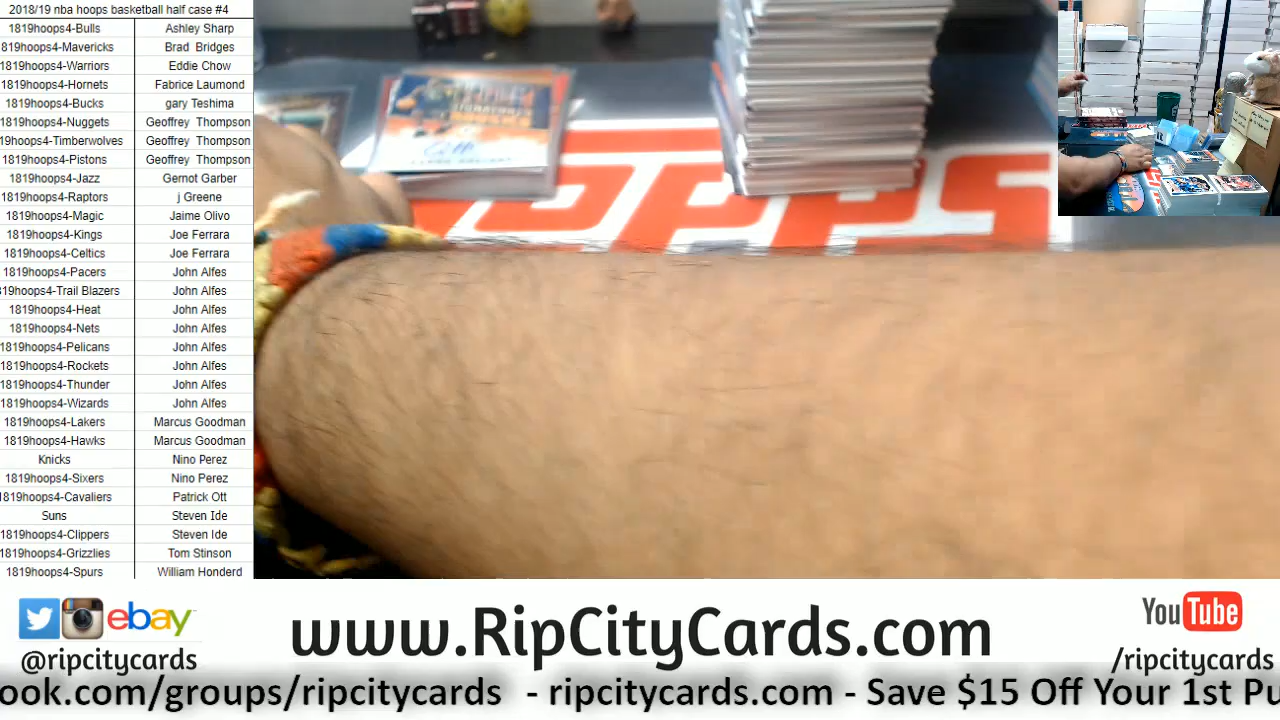 2018/19 nba hoops basketball half case #4
1819hoops4-Bulls Ashley Sharp
819hoops4-Mavericks Brad Bridges
1819hoops4-Warriors Eddie Chow
1819hoops4-Hornets Fabrice Laumond
1819hoops4-Bucks gary Teshima
1819hoops4-Nuggets Geoffrey Thompson
19hoops4-Timberwolves Geoffrey Thompson
1819hoops4-Pistons Geoffrey Thompson
1819hoops4-Jazz Gernot Garber
1819hoops4-Raptors j Greene
1819hoops4-Magic Jaime Olivo
1819hoops4-Kings Joe Ferrara
1819hoops4-Celtics Joe Ferrara
1819hoops4-Pacers John Alfes
819hoops4-Trail Blazers John Alfes
1819hoops4-Heat John Alfes
1819hoops4-Nets John Alfes
1819hoops4-Pelicans John Alfes
1819hoops4-Rockets John Alfes
1819hoops4-Thunder John Alfes
1819hoops4-Wizards John Alfes
1819hoops4-Lakers Marcus Goodman
1819hoops4-Hawks Marcus Goodman
Knicks Nino Perez
1819hoops4-Sixers Nino Perez
1819hoops4-Cavaliers Patrick Ott
Suns Steven Ide
1819hoops4-Clippers Steven Ide
1819hoops4-Grizzlies Tom Stinson
1819hoops4-Spurs William Honderd
ebay
@ripcitycards
www.RipCityCards.com
YouTube
/ripcitycards
ook.com/groups/ripcitycards - ripcitycards.com - Save $15 Off Your 1st Pu